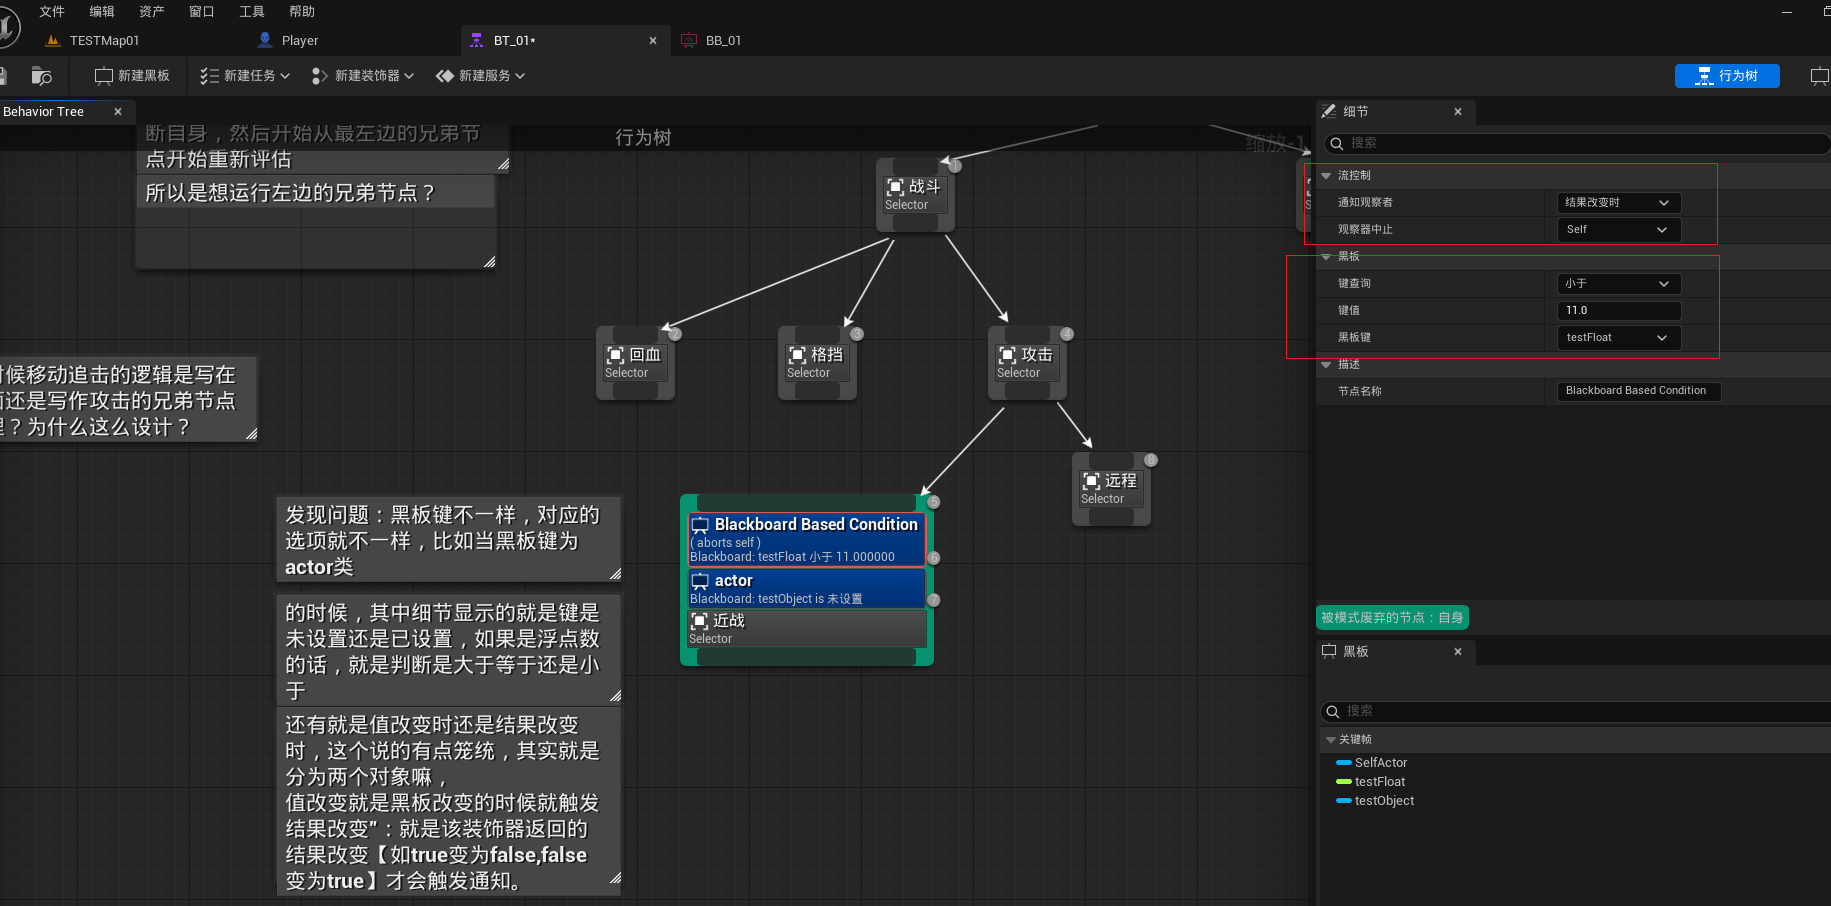 文件 编辑 资产 窗口 工具 帮助
TESTMap01 Player BT_01* BB_01
新建黑板 新建任务 新建装饰器 新建服务 行为树
Behavior Tree
行为树
缩放-1
断自身，然后开始从最左边的兄弟节
点开始重新评估
所以是想运行左边的兄弟节点？
1
战斗
Selector
2
回血
Selector
3
格挡
Selector
4
攻击
Selector
时候移动追击的逻辑是写在
面还是写作攻击的兄弟节点
里？为什么这么设计？
8
远程
Selector
5
Blackboard Based Condition
( aborts self )
Blackboard: testFloat 小于 11.000000
6
actor
Blackboard: testObject is 未设置
7
近战
Selector
发现问题：黑板键不一样，对应的
选项就不一样，比如当黑板键为
actor类
的时候，其中细节显示的就是键是
未设置还是已设置，如果是浮点数
的话，就是判断是大于等于还是小
于
还有就是值改变时还是结果改变
时，这个说的有点笼统，其实就是
分为两个对象嘛，
值改变就是黑板改变的时候就触发
结果改变"：就是该装饰器返回的
结果改变【如true变为false,false
变为true】才会触发通知。
细节
搜索
流控制
通知观察者 结果改变时
观察器中止 Self
黑板
键查询 小于
键值 11.0
黑板键 testFloat
描述
节点名称 Blackboard Based Condition
被模式废弃的节点：自身
黑板
搜索
关键帧
SelfActor
testFloat
testObject